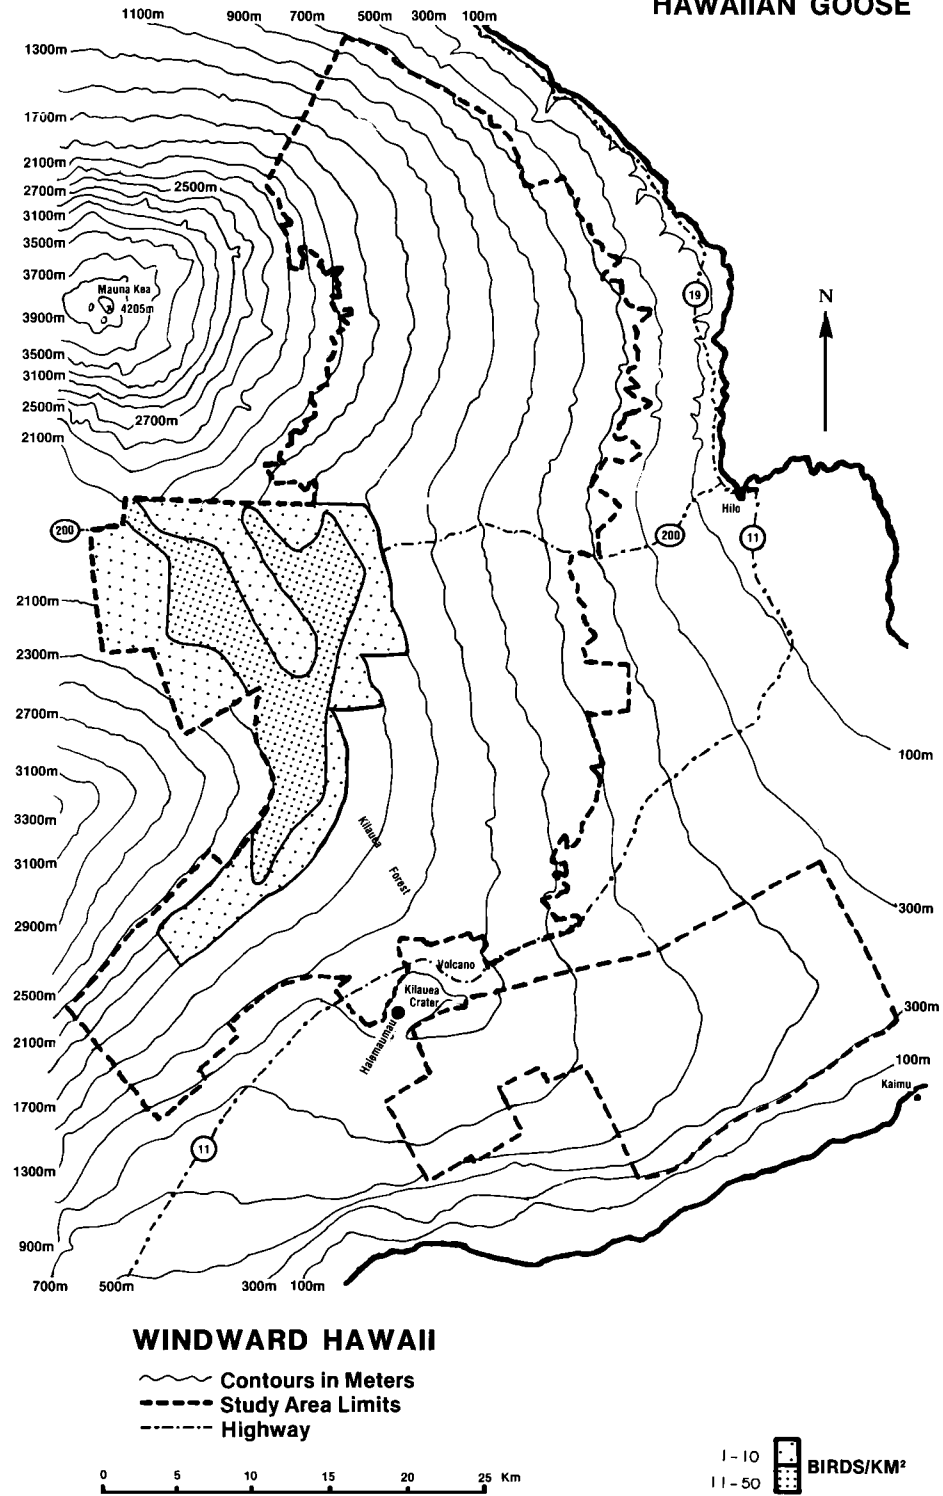 HAWAIIAN GOOSE
1100m
900m
700m
500m
300m
100m
1300m
1700m
2100m
2700m
2500m
3100m
3500m
3700m
Mauna Kea
4205m
3900m
3500m
3100m
2500m
2700m
2100m
19
N
200
Hilo
200
11
2100m
2300m
2700m
3100m
3300m
3100m
2900m
2500m
2100m
1700m
1300m
900m
700m
500m
300m
100m
100m
300m
300m
100m
Kaimu
Kilauea
Forest
Volcano
Kilauea
Crater
Halemaumau
11
WINDWARD HAWAII
Contours in Meters
Study Area Limits
Highway
0 5 10 15 20 25 Km
1-10
11-50
BIRDS/KM²